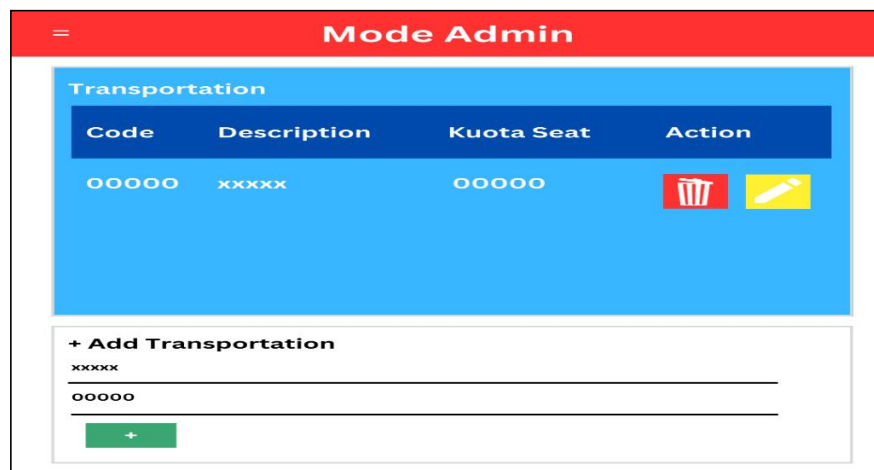 = Mode Admin
Transportation
Code Description Kuota Seat Action
00000 xxxxx 00000
+ Add Transportation
xxxxx
00000
+